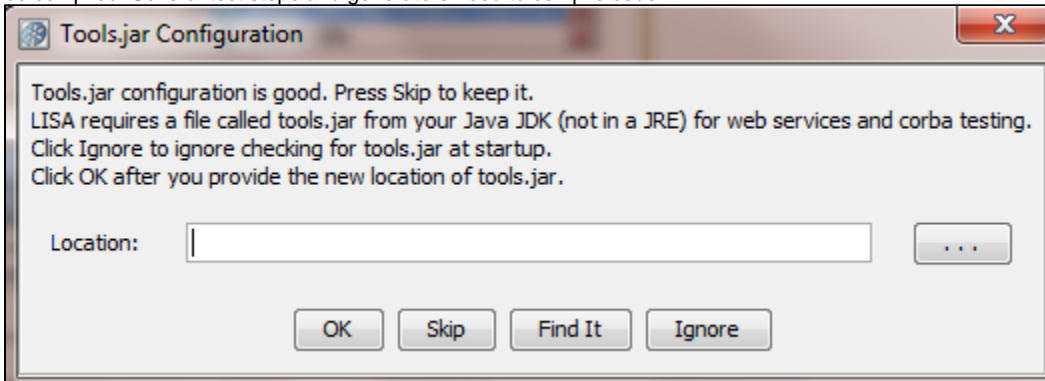 Tools.jar Configuration
Tools.jar configuration is good. Press Skip to keep it.
LISA requires a file called tools.jar from your Java JDK (not in a JRE) for web services and corba testing.
Click Ignore to ignore checking for tools.jar at startup.
Click OK after you provide the new location of tools.jar.
Location:
...
OK Skip Find It Ignore